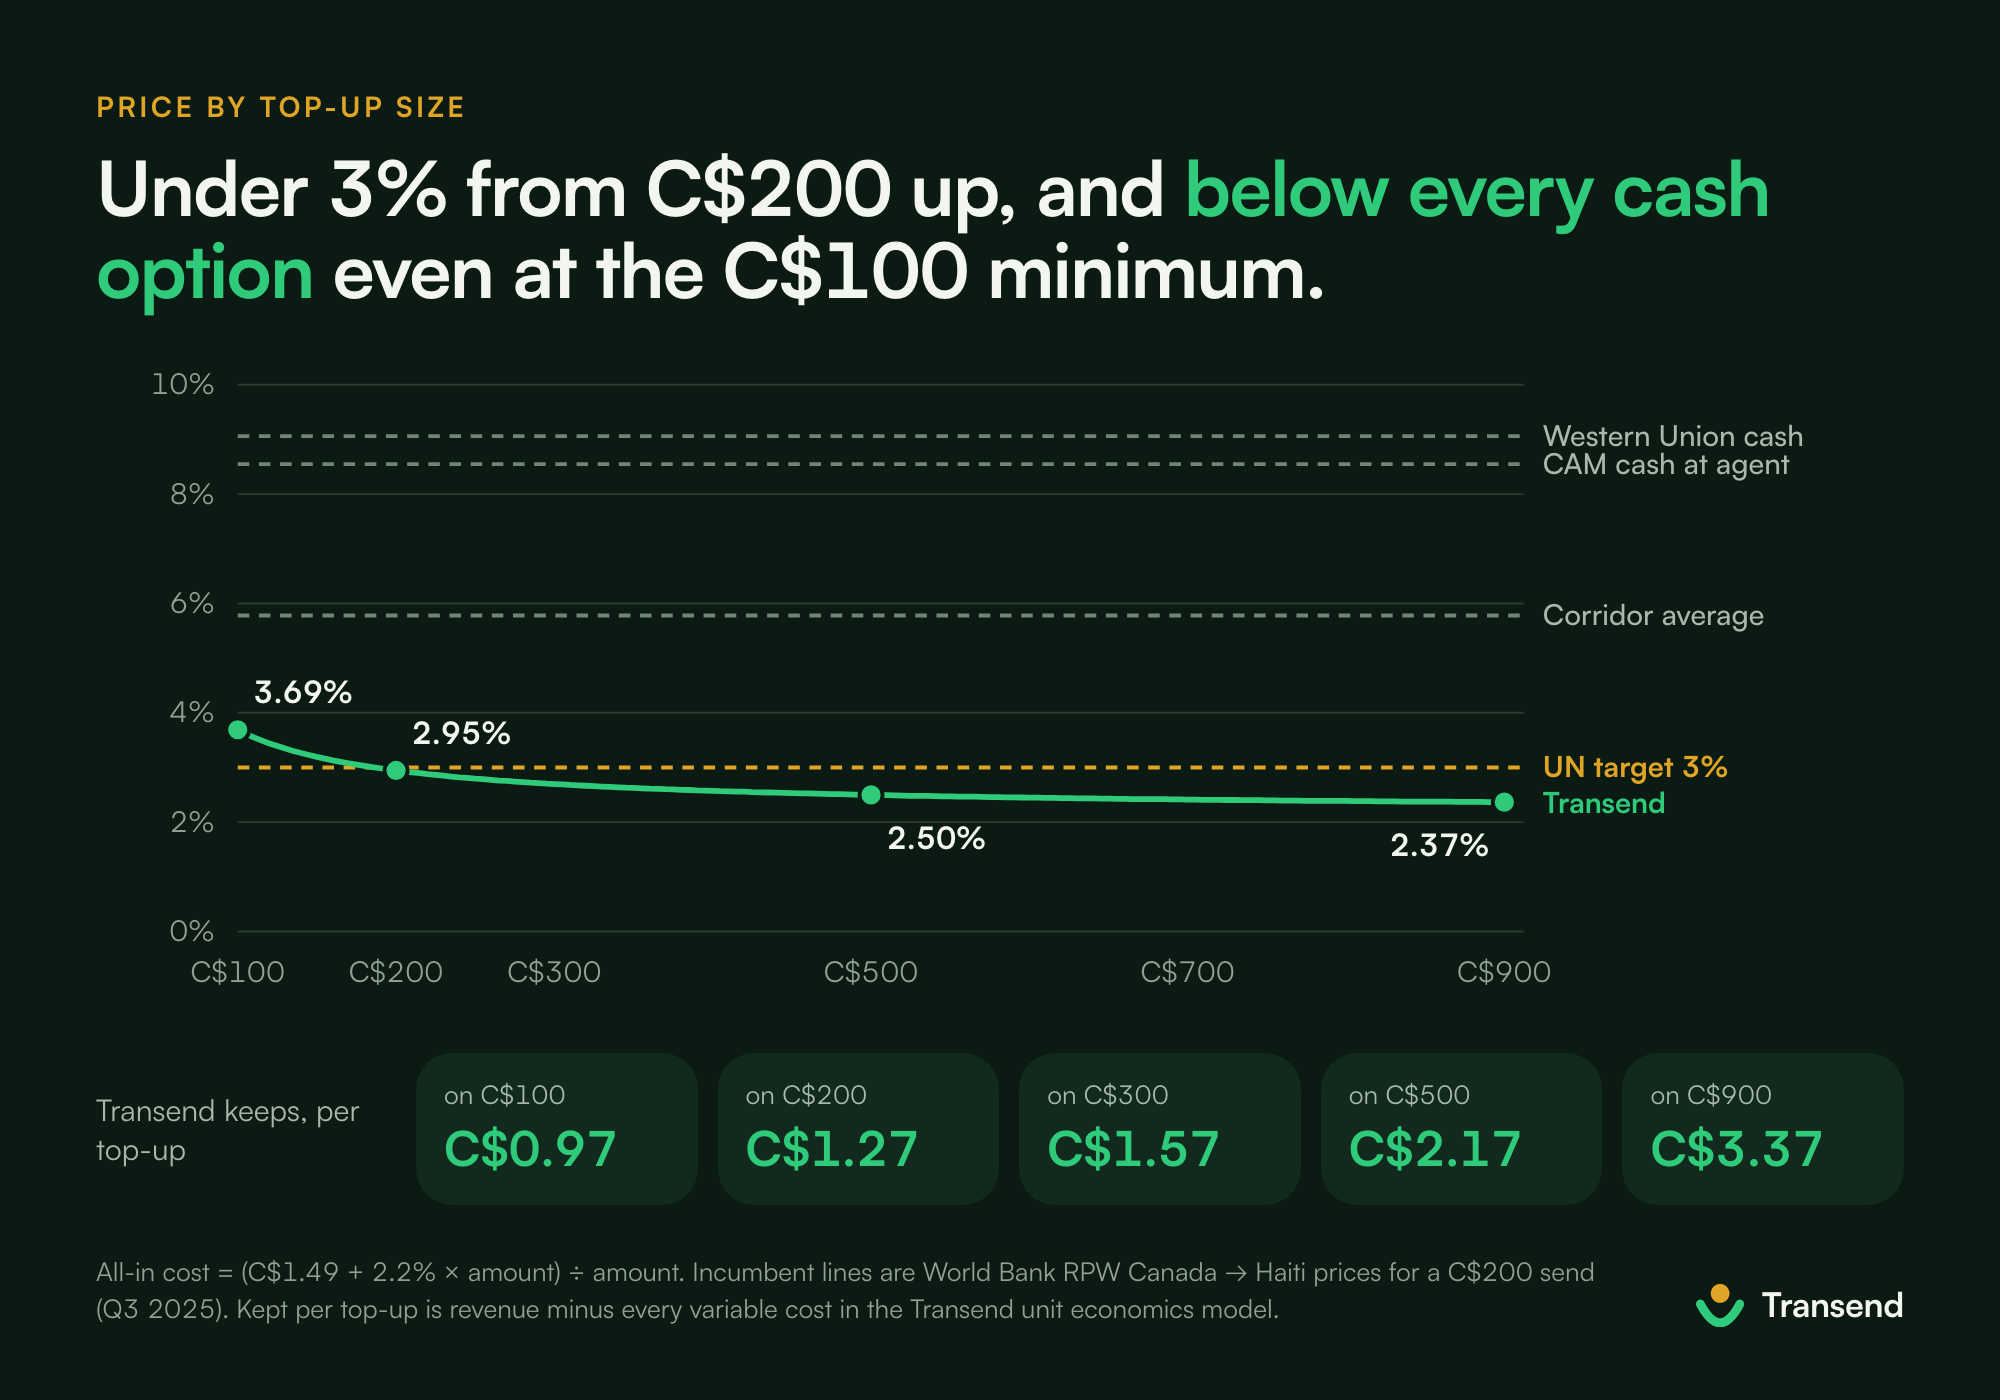 PRICE BY TOP-UP SIZE
Under 3% from C$200 up, and below every cash
option even at the C$100 minimum.
10%
Western Union cash
CAM cash at agent
8%
6%
Corridor average
3.69%
4%
2.95%
UN target 3%
Transend
2%
2.50%
2.37%
0%
C$100 C$200 C$300 C$500 C$700 C$900
Transend keeps, per
top-up
on C$100
C$0.97
on C$200
C$1.27
on C$300
C$1.57
on C$500
C$2.17
on C$900
C$3.37
All-in cost = (C$1.49 + 2.2% × amount) ÷ amount. Incumbent lines are World Bank RPW Canada → Haiti prices for a C$200 send
(Q3 2025). Kept per top-up is revenue minus every variable cost in the Transend unit economics model.
Transend